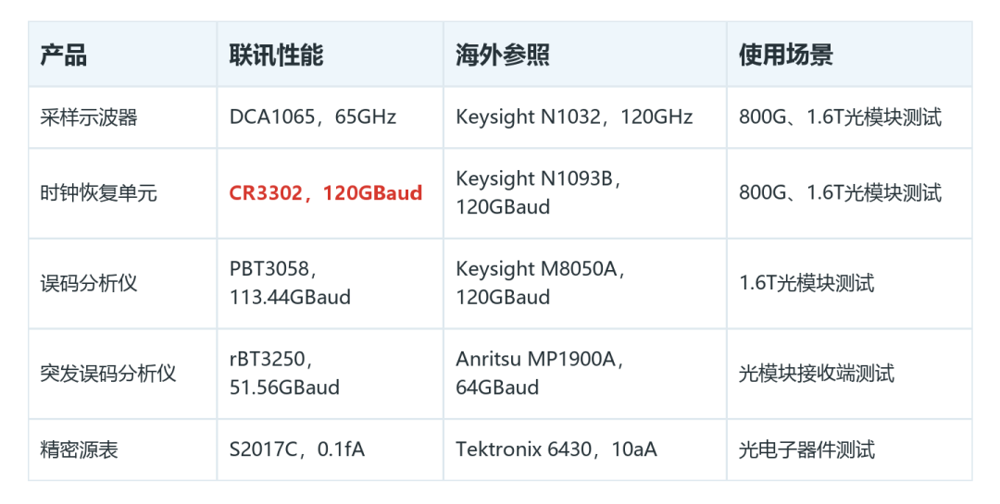 产品 联讯性能 海外参照 使用场景
采样示波器 DCA1065，65GHz Keysight N1032，120GHz 800G、1.6T光模块测试
时钟恢复单元 CR3302，120GBaud Keysight N1093B，
120GBaud 800G、1.6T光模块测试
误码分析仪 PBT3058，
113.44GBaud Keysight M8050A，
120GBaud 1.6T光模块测试
突发误码分析仪 rBT3250，
51.56GBaud Anritsu MP1900A，
64GBaud 光模块接收端测试
精密源表 S2017C，0.1fA Tektronix 6430，10aA 光电子器件测试